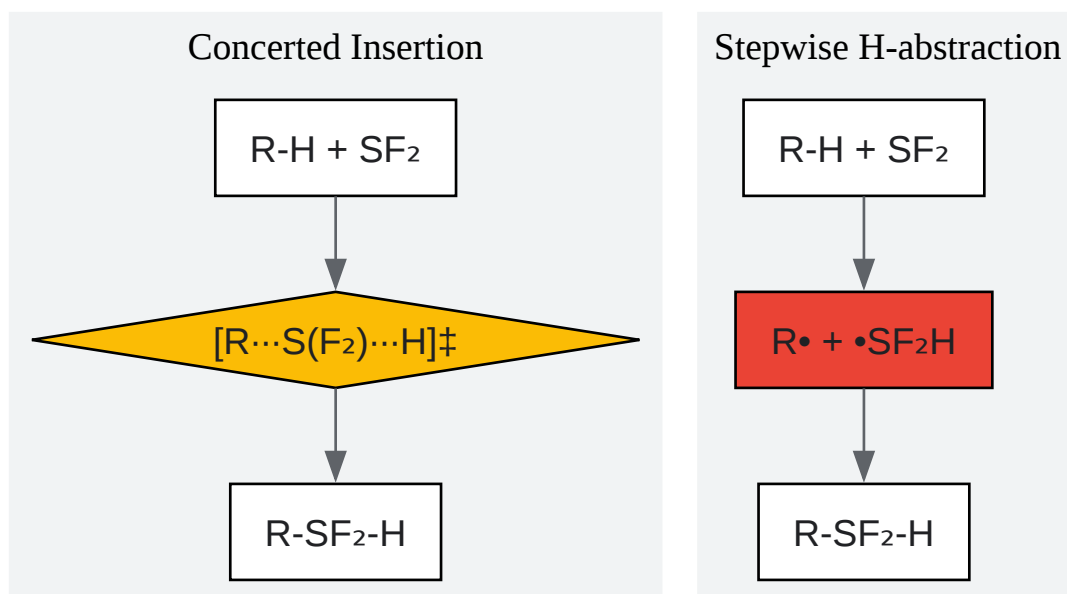 Concerted Insertion
R-H + SF₂
[R···S(F₂)···H]‡
R-SF₂-H
Stepwise H-abstraction
R-H + SF₂
R• + •SF₂H
R-SF₂-H